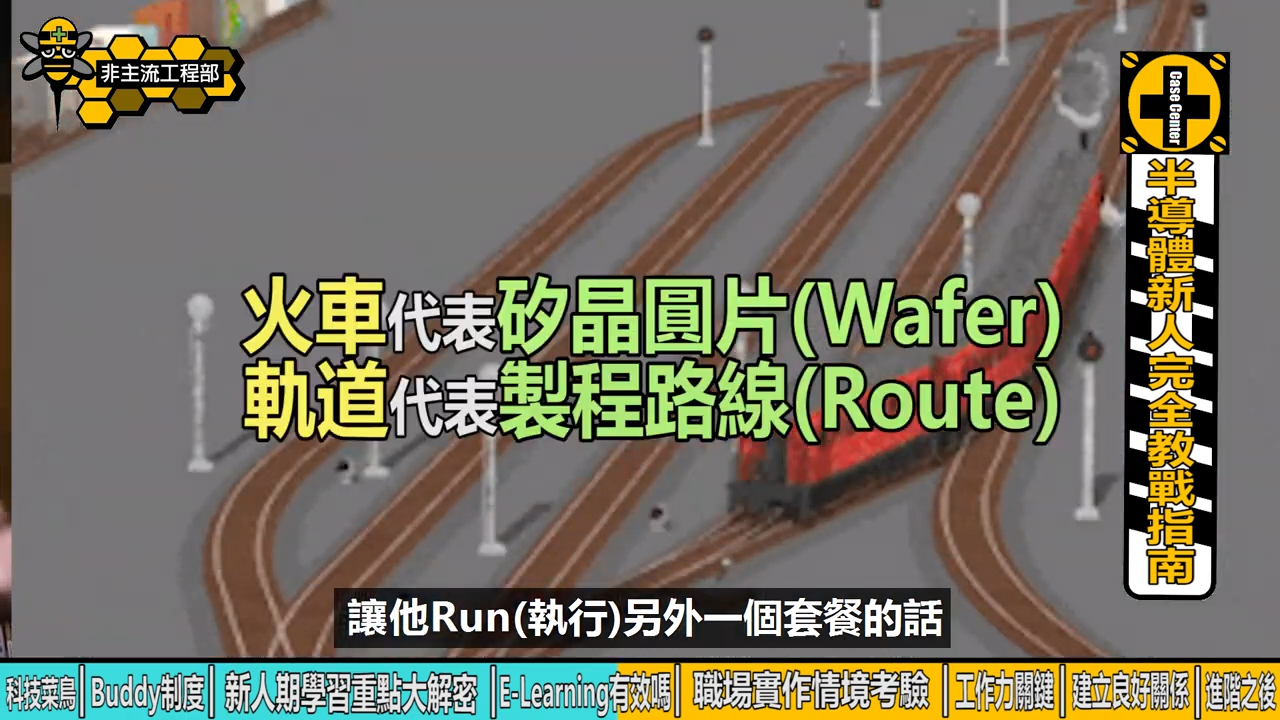 非主流工程部
Case Center
半導體新人完全教戰指南
火車代表矽晶圓片(Wafer)
軌道代表製程路線(Route)
讓他Run(執行)另外一個套餐的話
科技菜鳥|Buddy制度|新人期學習重點大解密|E-Learning有效嗎|職場實作情境考驗|工作力關鍵|建立良好關係|進階之後